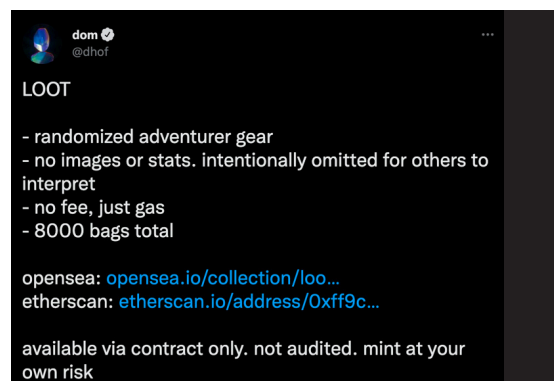 dom
@dhof
LOOT
- randomized adventurer gear
- no images or stats. intentionally omitted for others to
interpret
- no fee, just gas
- 8000 bags total
opensea: opensea.io/collection/loo...
etherscan: etherscan.io/address/0xff9c...
available via contract only. not audited. mint at your
own risk